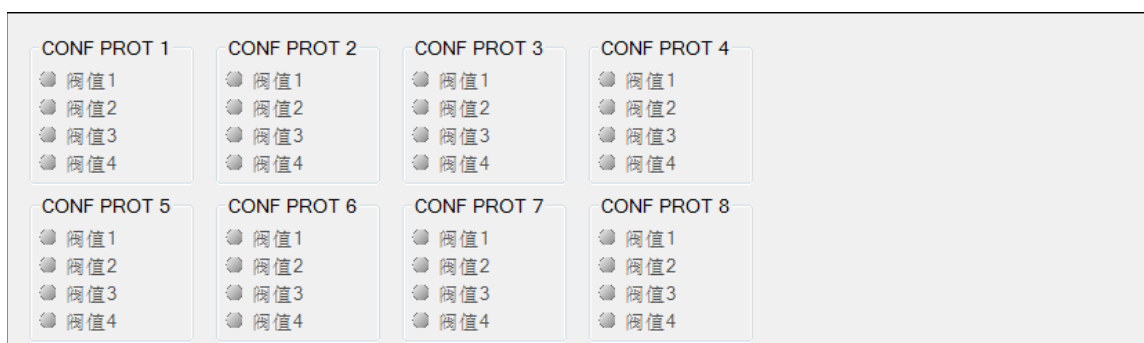 CONF PROT 1
阀值1
阀值2
阀值3
阀值4
CONF PROT 2
阀值1
阀值2
阀值3
阀值4
CONF PROT 3
阀值1
阀值2
阀值3
阀值4
CONF PROT 4
阀值1
阀值2
阀值3
阀值4
CONF PROT 5
阀值1
阀值2
阀值3
阀值4
CONF PROT 6
阀值1
阀值2
阀值3
阀值4
CONF PROT 7
阀值1
阀值2
阀值3
阀值4
CONF PROT 8
阀值1
阀值2
阀值3
阀值4